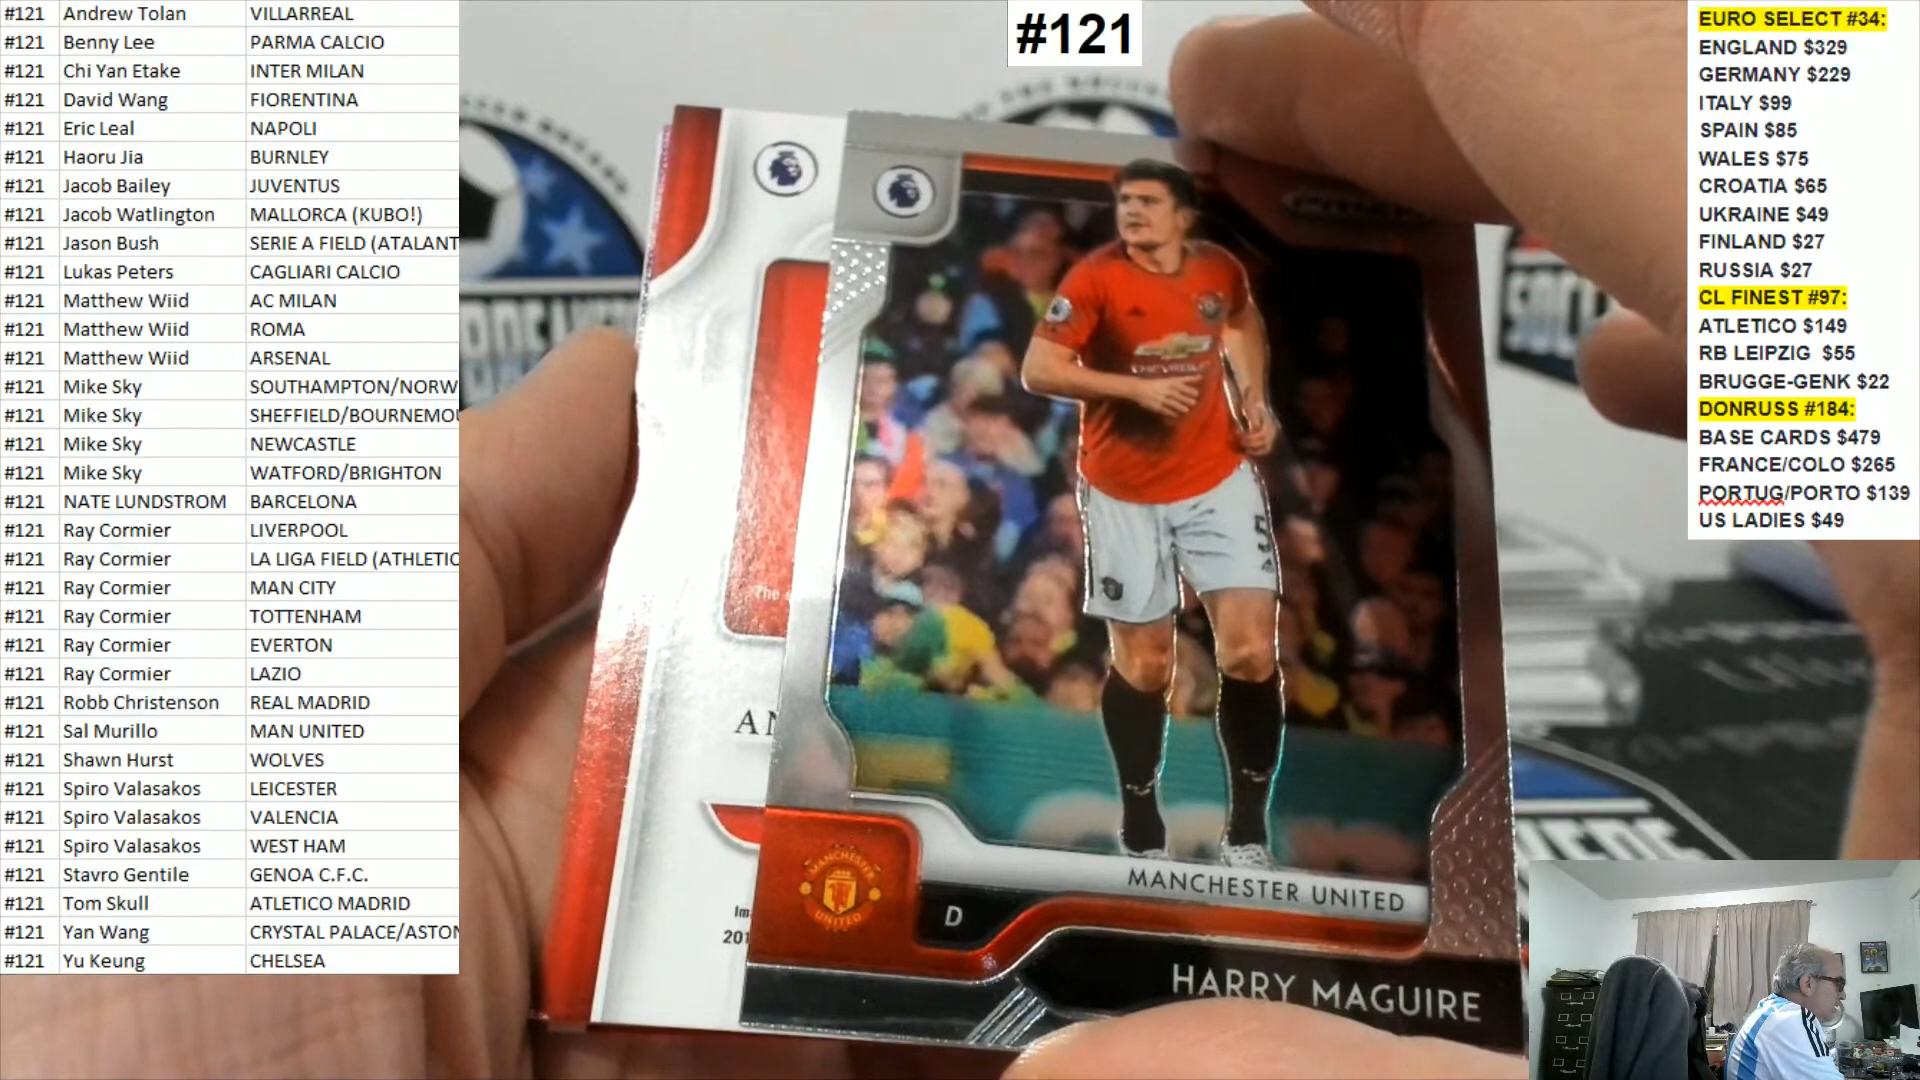 #121 Andrew Tolan VILLARREAL
#121 Benny Lee PARMA CALCIO
#121 Chi Yan Etake INTER MILAN
#121 David Wang FIORENTINA
#121 Eric Leal NAPOLI
#121 Haoru Jia BURNLEY
#121 Jacob Bailey JUVENTUS
#121 Jacob Watlington MALLORCA (KUBO!)
#121 Jason Bush SERIE A FIELD (ATALANT
#121 Lukas Peters CAGLIARI CALCIO
#121 Matthew Wiid AC MILAN
#121 Matthew Wiid ROMA
#121 Matthew Wiid ARSENAL
#121 Mike Sky SOUTHAMPTON/NORW
#121 Mike Sky SHEFFIELD/BOURNEMOU
#121 Mike Sky NEWCASTLE
#121 Mike Sky WATFORD/BRIGHTON
#121 NATE LUNDSTROM BARCELONA
#121 Ray Cormier LIVERPOOL
#121 Ray Cormier LA LIGA FIELD (ATHLETIC
#121 Ray Cormier MAN CITY
#121 Ray Cormier TOTTENHAM
#121 Ray Cormier EVERTON
#121 Ray Cormier LAZIO
#121 Robb Christenson REAL MADRID
#121 Sal Murillo MAN UNITED
#121 Shawn Hurst WOLVES
#121 Spiro Valasakos LEICESTER
#121 Spiro Valasakos VALENCIA
#121 Spiro Valasakos WEST HAM
#121 Stavro Gentile GENOA C.F.C.
#121 Tom Skull ATLETICO MADRID
#121 Yan Wang CRYSTAL PALACE/ASTON
#121 Yu Keung CHELSEA
#121
The
AN
Im
201
CHEVROLET
5
MANCHESTER
UNITED
D
MANCHESTER UNITED
HARRY MAGUIRE
EURO SELECT #34:
ENGLAND $329
GERMANY $229
ITALY $99
SPAIN $85
WALES $75
CROATIA $65
UKRAINE $49
FINLAND $27
RUSSIA $27
CL FINEST #97:
ATLETICO $149
RB LEIPZIG $55
BRUGGE-GENK $22
DONRUSS #184:
BASE CARDS $479
FRANCE/COLO $265
PORTUG/PORTO $139
US LADIES $49